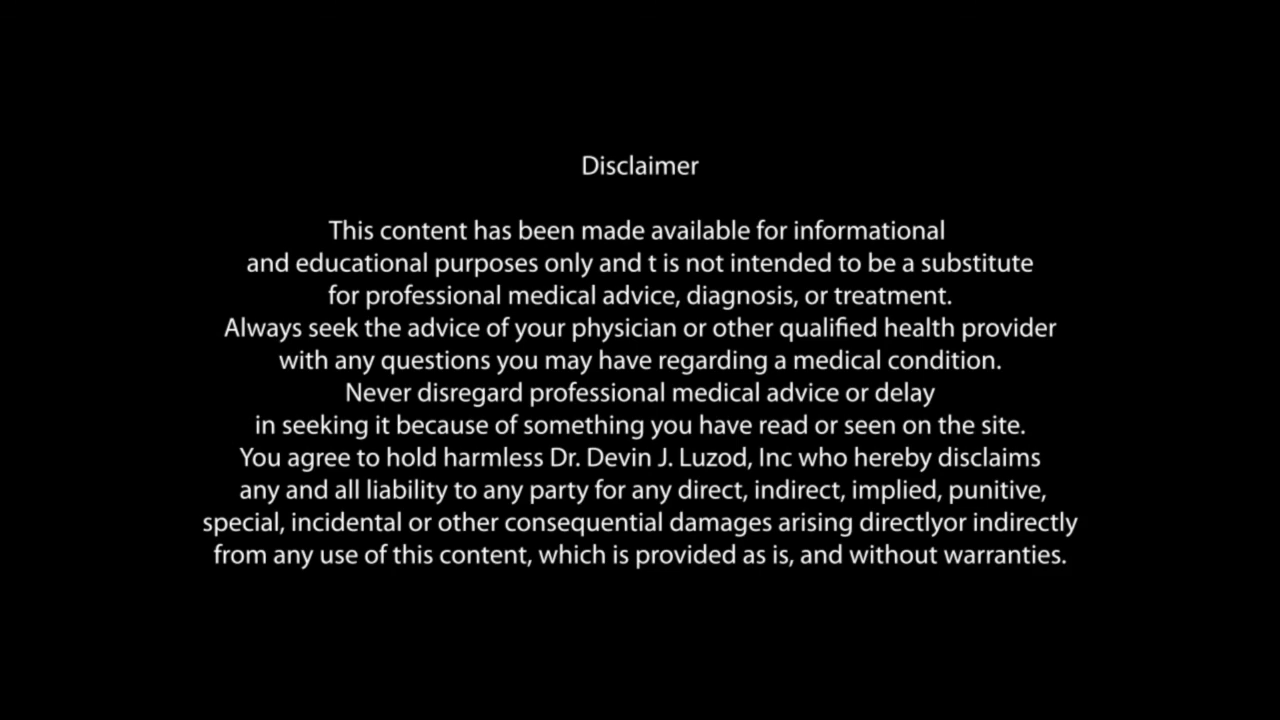 Disclaimer
This content has been made available for informational
and educational purposes only and t is not intended to be a substitute
for professional medical advice, diagnosis, or treatment.
Always seek the advice of your physician or other qualified health provider
with any questions you may have regarding a medical condition.
Never disregard professional medical advice or delay
in seeking it because of something you have read or seen on the site.
You agree to hold harmless Dr. Devin J. Luzod, Inc who hereby disclaims
any and all liability to any party for any direct, indirect, implied, punitive,
special, incidental or other consequential damages arising directlyor indirectly
from any use of this content, which is provided as is, and without warranties.